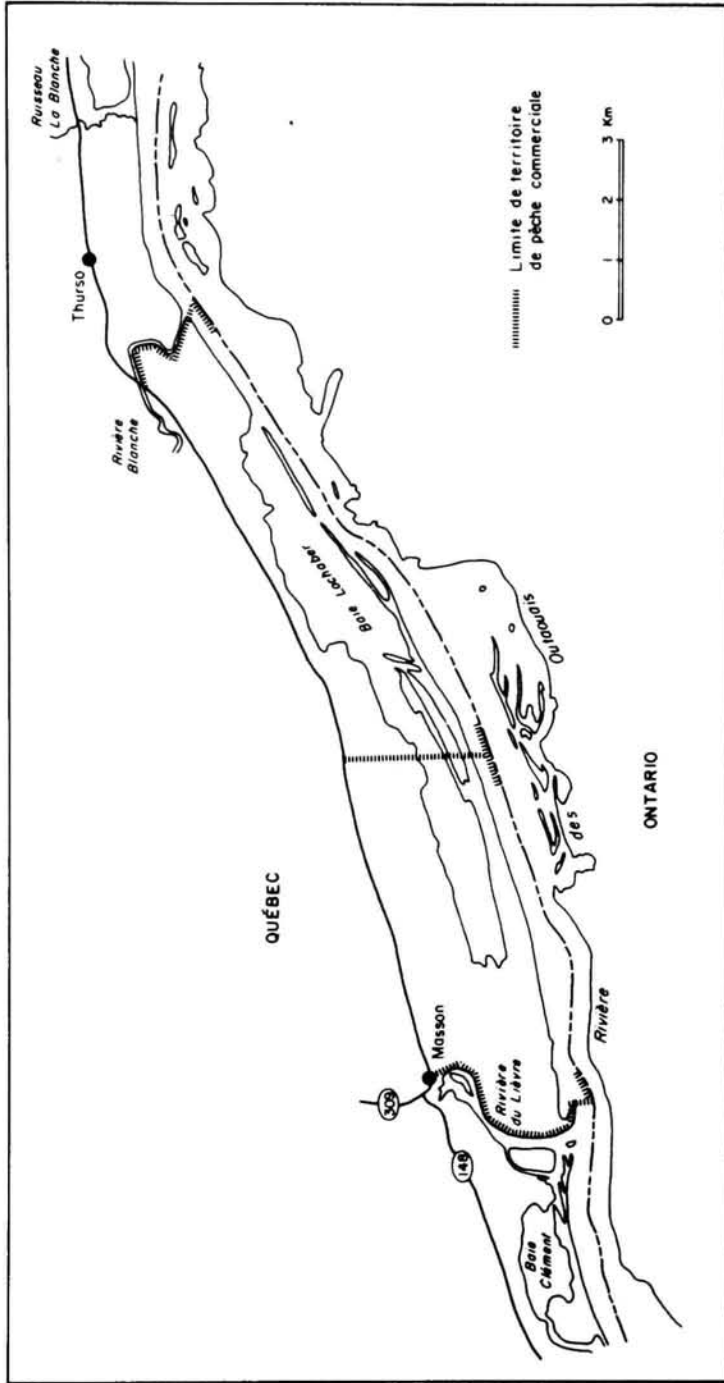 Ruisseau
La Blanche
Thurso
Rivière
Blanche
Baie Lochaber
QUÉBEC
Masson
309
148
Rivière
du Lièvre
Baie
Clément
Rivière
des
Outaouais
ONTARIO
Limite de territoire
de pêche commerciale
0 1 2 3 Km